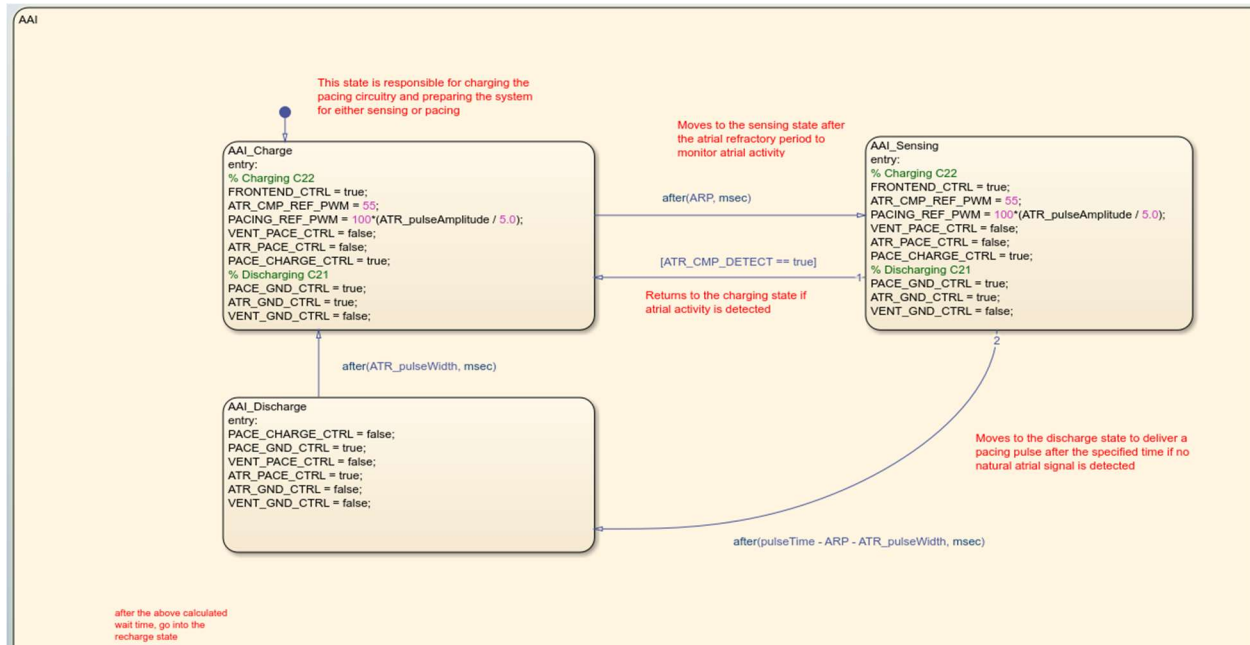 AAI
This state is responsible for charging the
pacing circuitry and preparing the system
for either sensing or pacing
Moves to the sensing state after
the atrial refractory period to
monitor atrial activity
AAI_Charge
entry:
% Charging C22
FRONTEND_CTRL = true;
ATR_CMP_REF_PWM = 55;
PACING_REF_PWM = 100*(ATR_pulseAmplitude / 5.0);
VENT_PACE_CTRL = false;
ATR_PACE_CTRL = false;
PACE_CHARGE_CTRL = true;
% Discharging C21
PACE_GND_CTRL = true;
ATR_GND_CTRL = true;
VENT_GND_CTRL = false;
after(ARP, msec)
[ATR_CMP_DETECT == true]
1
Returns to the charging state if
atrial activity is detected
AAI_Sensing
entry:
% Charging C22
FRONTEND_CTRL = true;
ATR_CMP_REF_PWM = 55;
PACING_REF_PWM = 100*(ATR_pulseAmplitude / 5.0);
VENT_PACE_CTRL = false;
ATR_PACE_CTRL = false;
PACE_CHARGE_CTRL = true;
% Discharging C21
PACE_GND_CTRL = true;
ATR_GND_CTRL = true;
VENT_GND_CTRL = false;
2
after(ATR_pulseWidth, msec)
AAI_Discharge
entry:
PACE_CHARGE_CTRL = false;
PACE_GND_CTRL = true;
VENT_PACE_CTRL = false;
ATR_PACE_CTRL = true;
ATR_GND_CTRL = false;
VENT_GND_CTRL = false;
Moves to the discharge state to deliver a
pacing pulse after the specified time if no
natural atrial signal is detected
after(pulseTime - ARP - ATR_pulseWidth, msec)
after the above calculated
wait time, go into the
recharge state